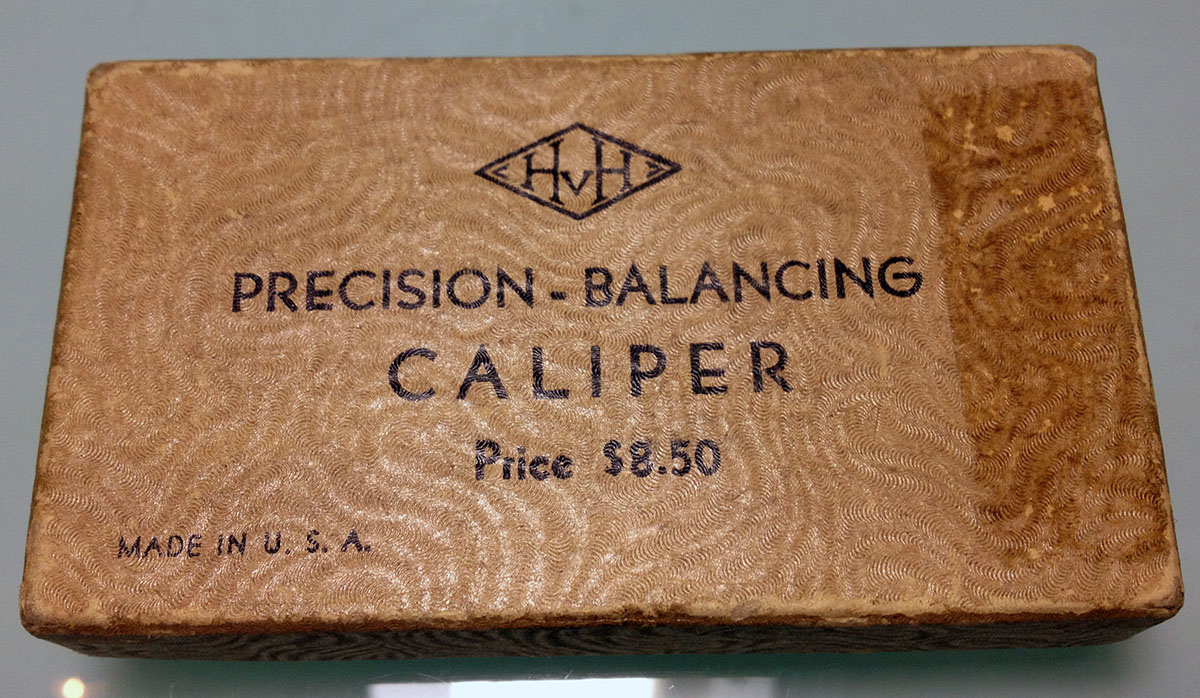 HvH
PRECISION - BALANCING
CALIPER
Price $8.50
MADE IN U. S. A.